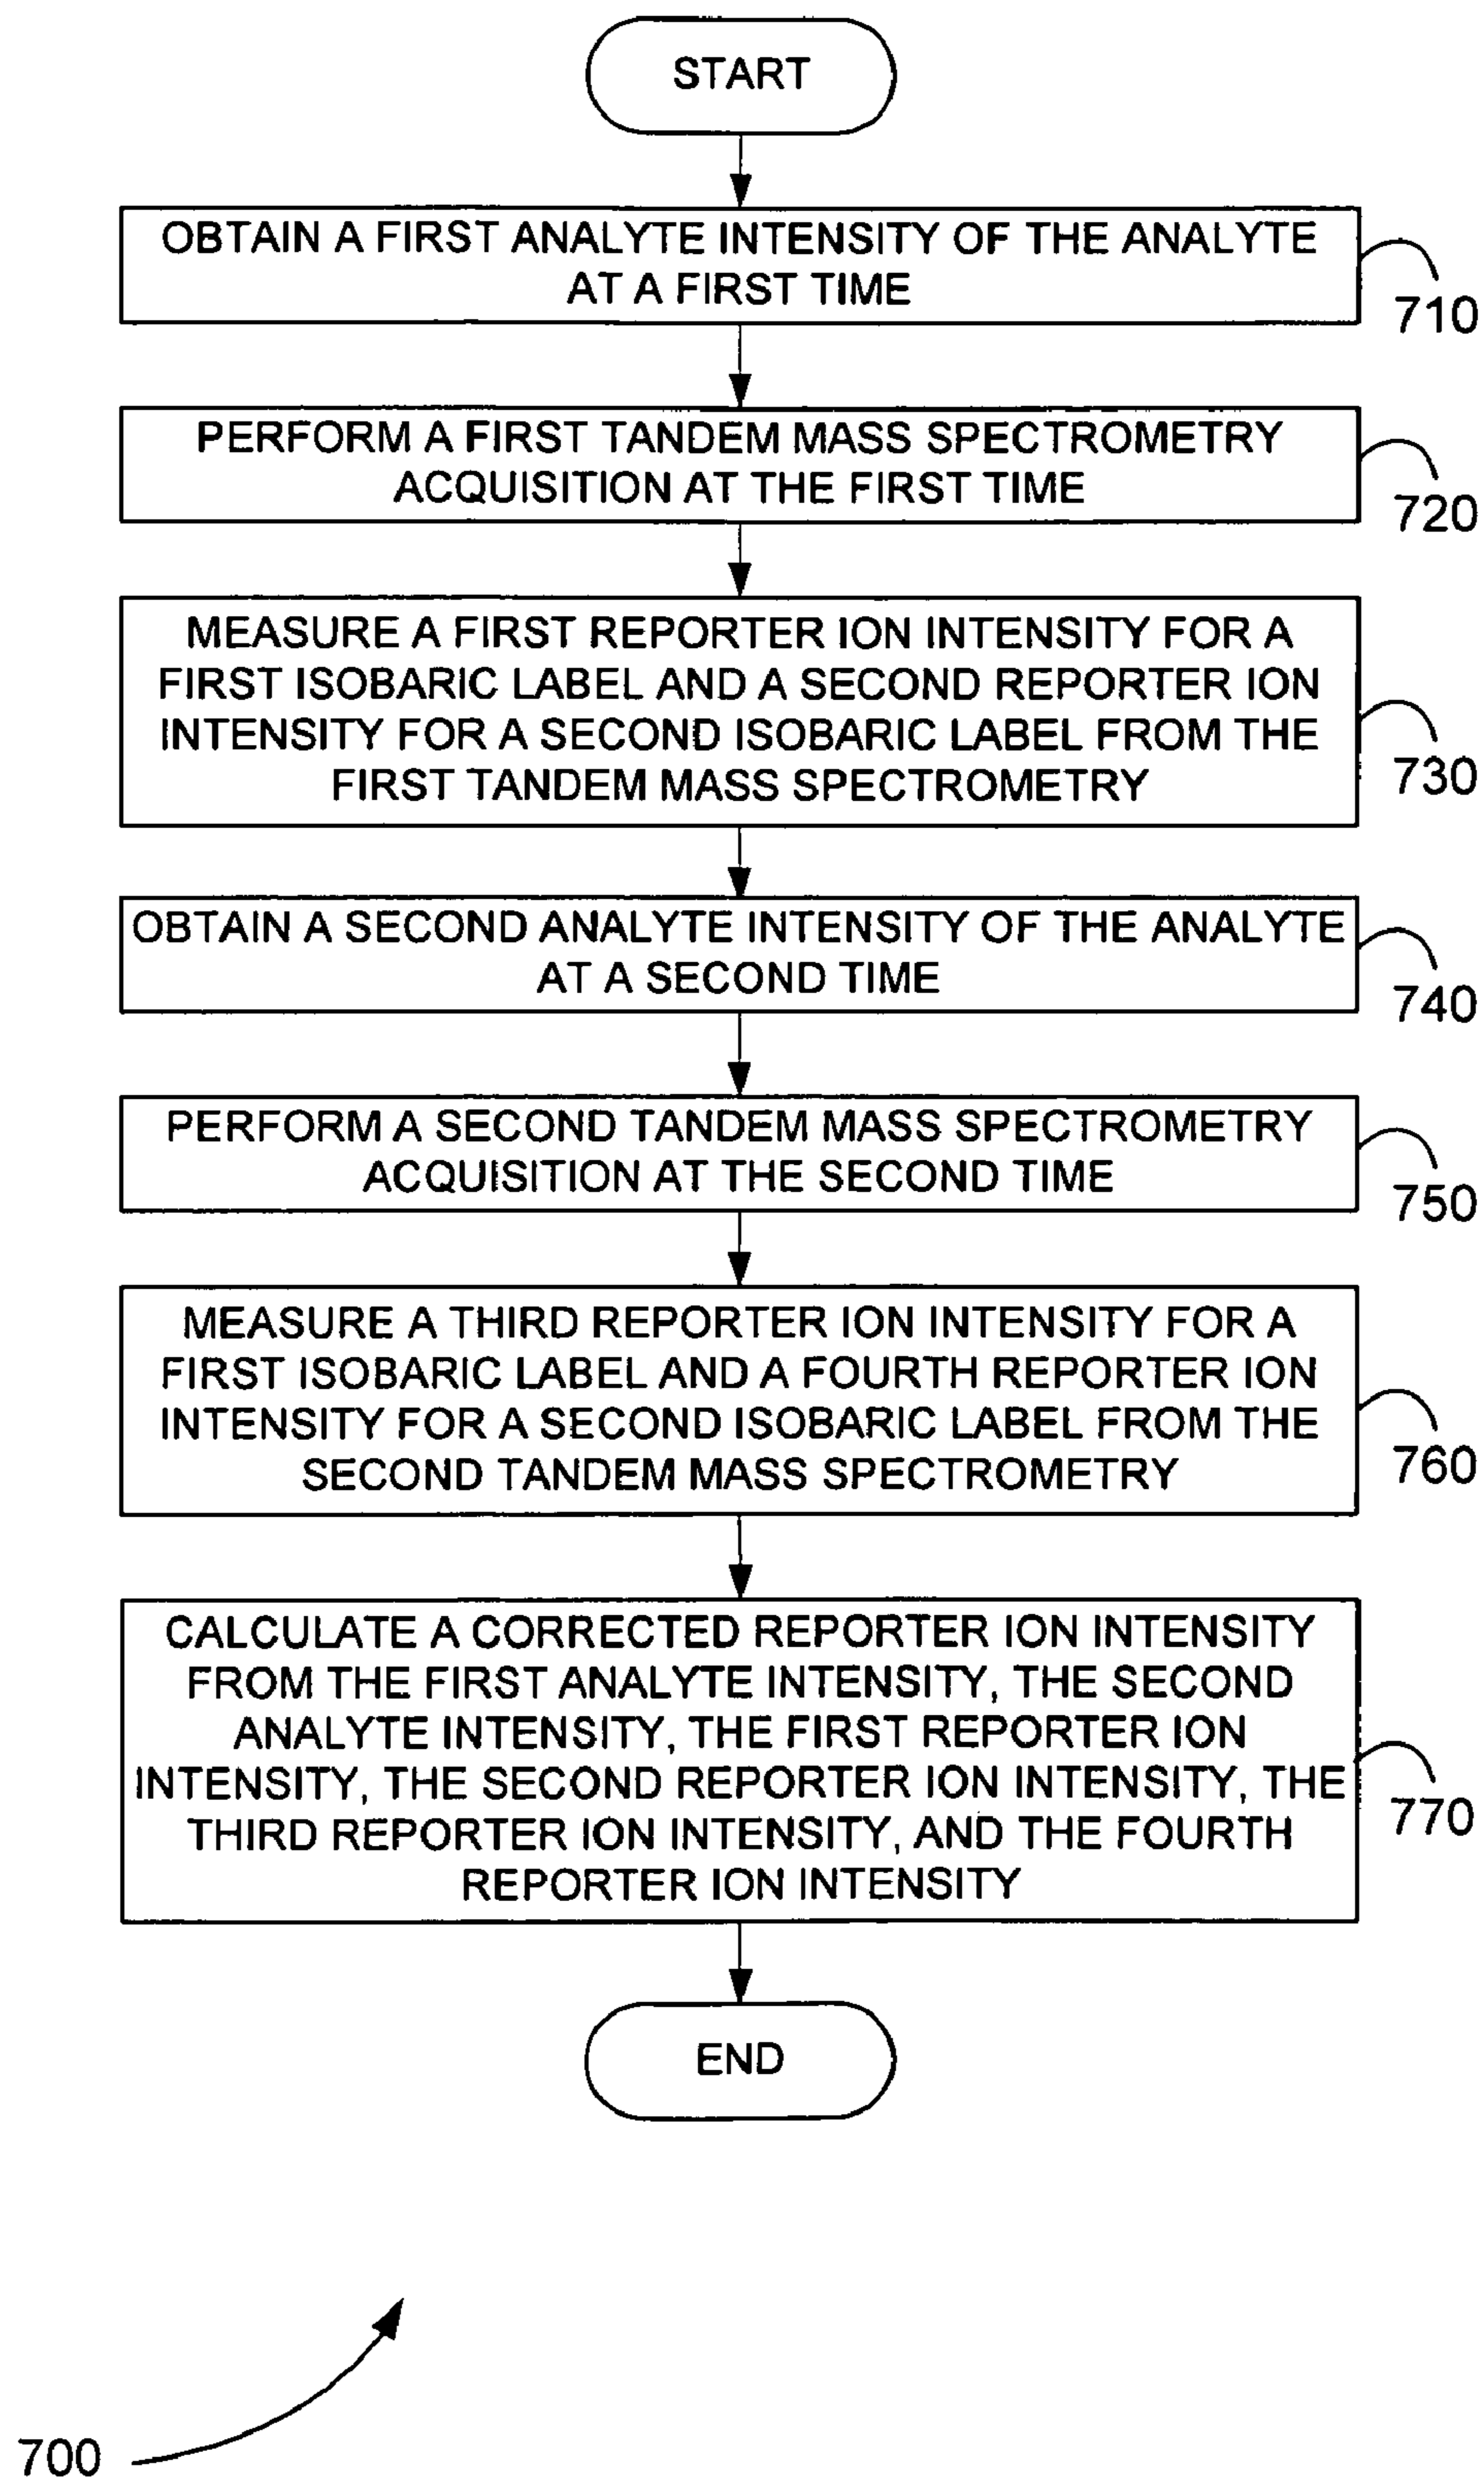 START
OBTAIN A FIRST ANALYTE INTENSITY OF THE ANALYTE
AT A FIRST TIME
710
PERFORM A FIRST TANDEM MASS SPECTROMETRY
ACQUISITION AT THE FIRST TIME
720
MEASURE A FIRST REPORTER ION INTENSITY FOR A
FIRST ISOBARIC LABEL AND A SECOND REPORTER ION
INTENSITY FOR A SECOND ISOBARIC LABEL FROM THE
FIRST TANDEM MASS SPECTROMETRY
730
OBTAIN A SECOND ANALYTE INTENSITY OF THE ANALYTE
AT A SECOND TIME
740
PERFORM A SECOND TANDEM MASS SPECTROMETRY
ACQUISITION AT THE SECOND TIME
750
MEASURE A THIRD REPORTER ION INTENSITY FOR A
FIRST ISOBARIC LABEL AND A FOURTH REPORTER ION
INTENSITY FOR A SECOND ISOBARIC LABEL FROM THE
SECOND TANDEM MASS SPECTROMETRY
760
CALCULATE A CORRECTED REPORTER ION INTENSITY
FROM THE FIRST ANALYTE INTENSITY, THE SECOND
ANALYTE INTENSITY, THE FIRST REPORTER ION
INTENSITY, THE SECOND REPORTER ION INTENSITY, THE
THIRD REPORTER ION INTENSITY, AND THE FOURTH
REPORTER ION INTENSITY
770
END
700